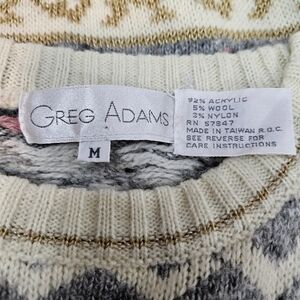 GREG ADAMS
M
92% ACRYLIC
5% WOOL
3% NYLON
RN 57847
MADE IN TAIWAN R.O.C.
SEE REVERSE FOR
CARE INSTRUCTIONS